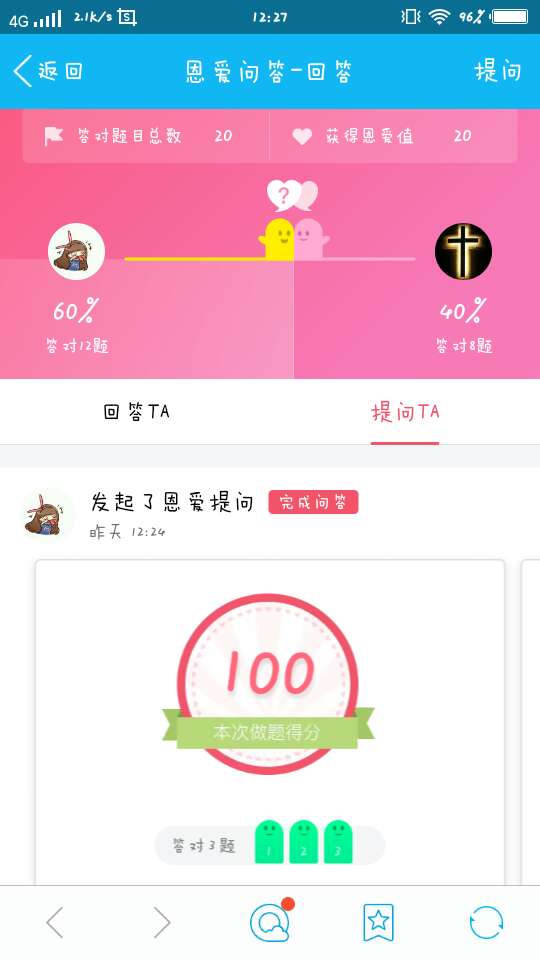 4G 2.1k/s 12:27 96%
返回 恩爱问答-回答 提问
答对题目总数 20 获得恩爱值 20
?
60% 40%
答对12题 答对8题
回答TA 提问TA
发起了恩爱提问 完成问答
昨天 12:24
100
本次做题得分
答对3题 1 2 3